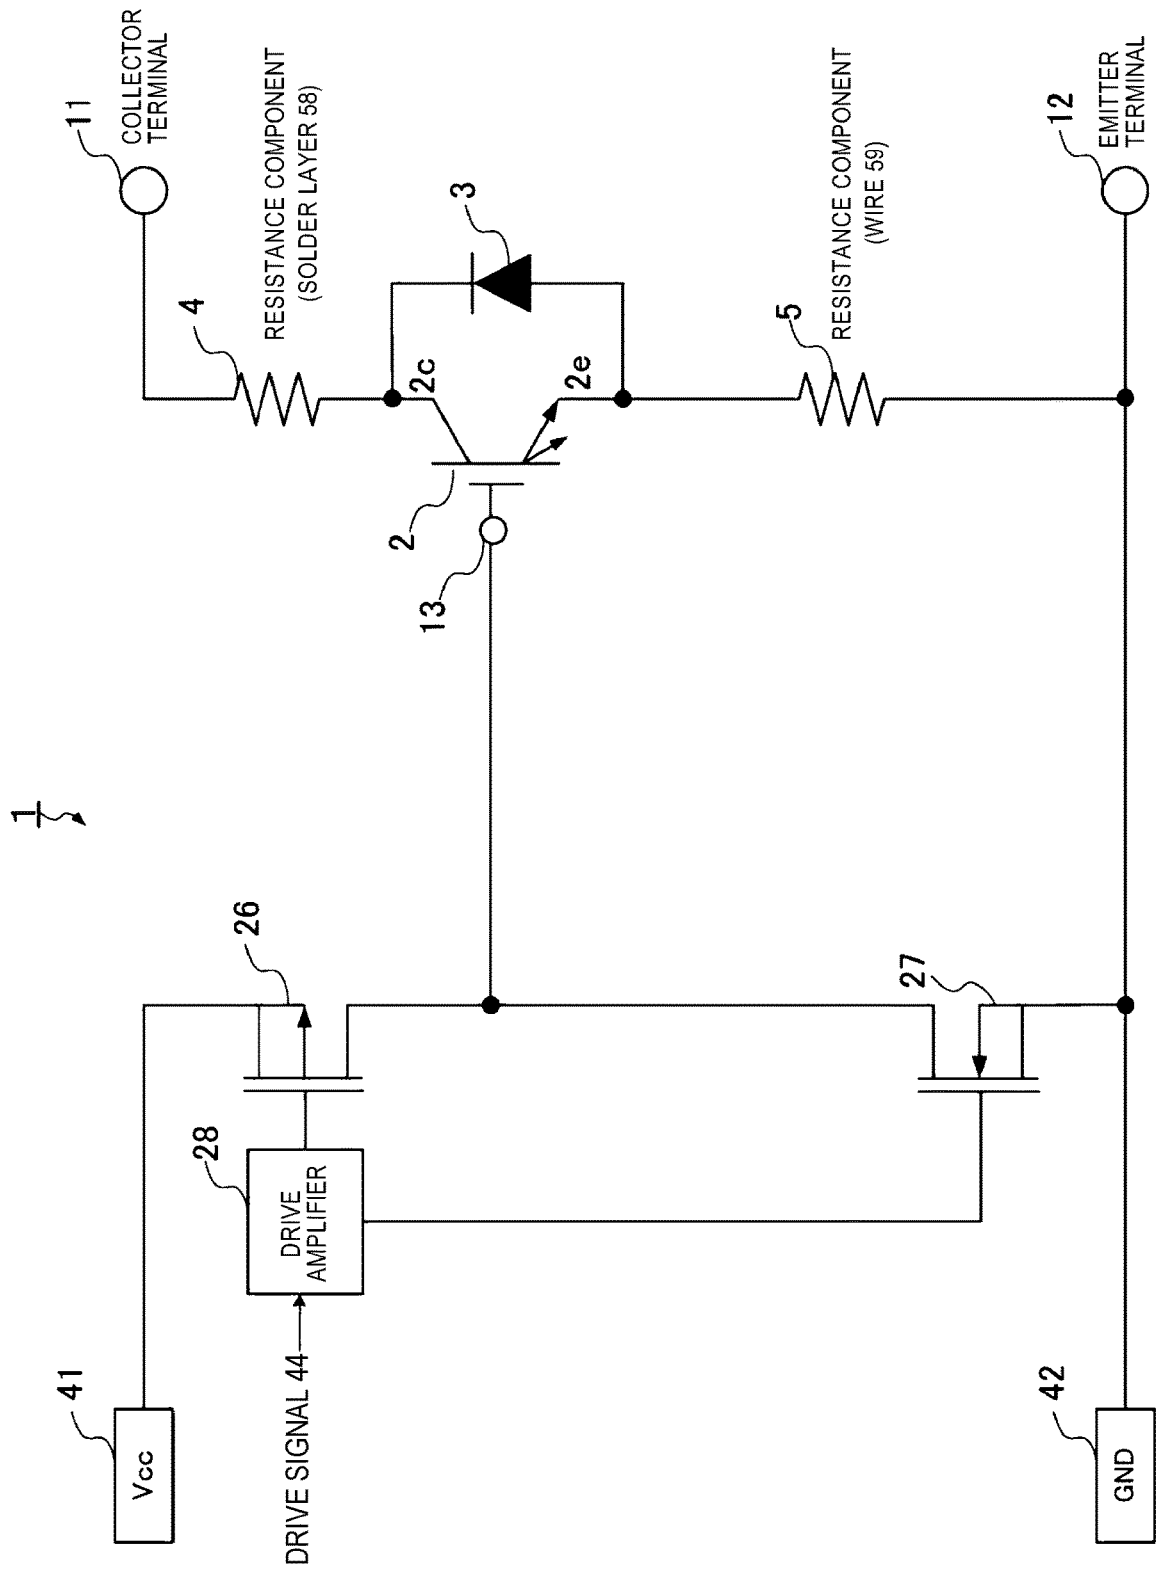 1
41
Vcc
DRIVE SIGNAL 44
28
DRIVE
AMPLIFIER
26
27
42
GND
13
2
2c
2e
3
4
RESISTANCE COMPONENT
(SOLDER LAYER 58)
5
RESISTANCE COMPONENT
(WIRE 59)
11
COLLECTOR
TERMINAL
12
EMITTER
TERMINAL